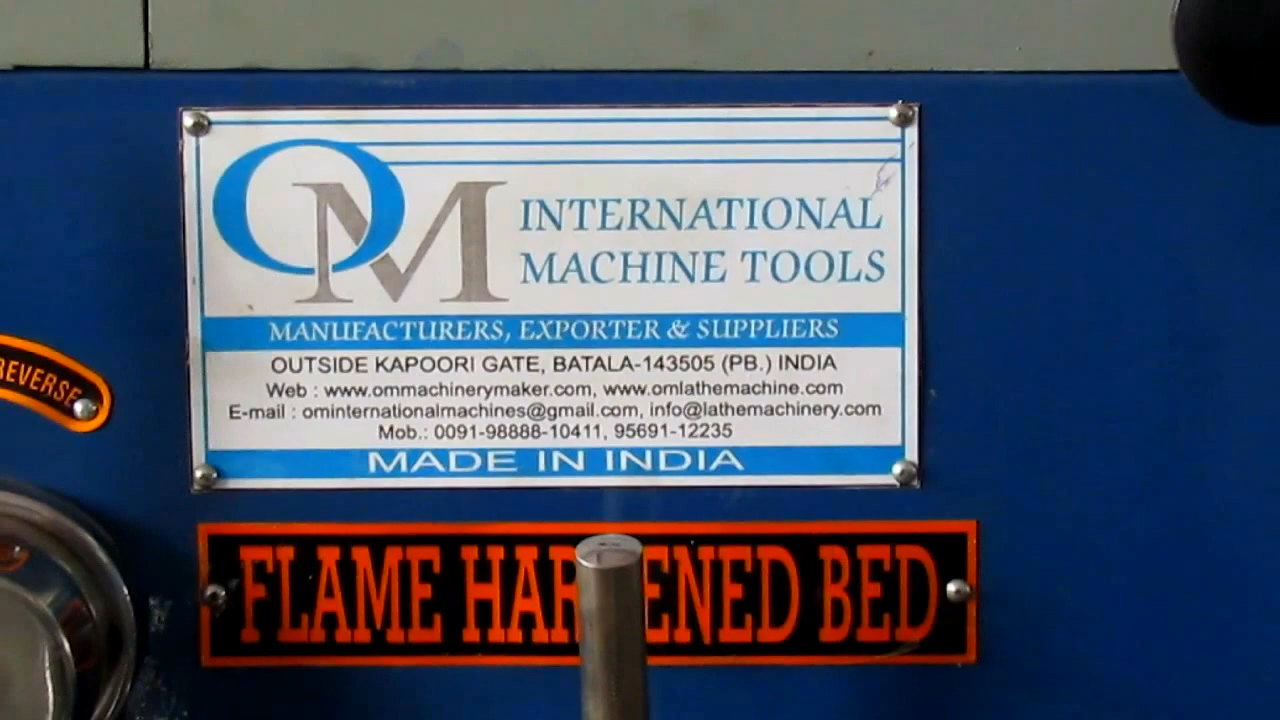 OM
INTERNATIONAL
MACHINE TOOLS
MANUFACTURERS, EXPORTER & SUPPLIERS
OUTSIDE KAPOORI GATE, BATALA-143505 (PB.) INDIA
Web : www.ommachinerymaker.com, www.omlathemachine.com
E-mail : ominternationalmachines@gmail.com, info@lathemachinery.com
Mob.: 0091-98888-10411, 95691-12235
MADE IN INDIA
REVERSE
FLAME HARDENED BED